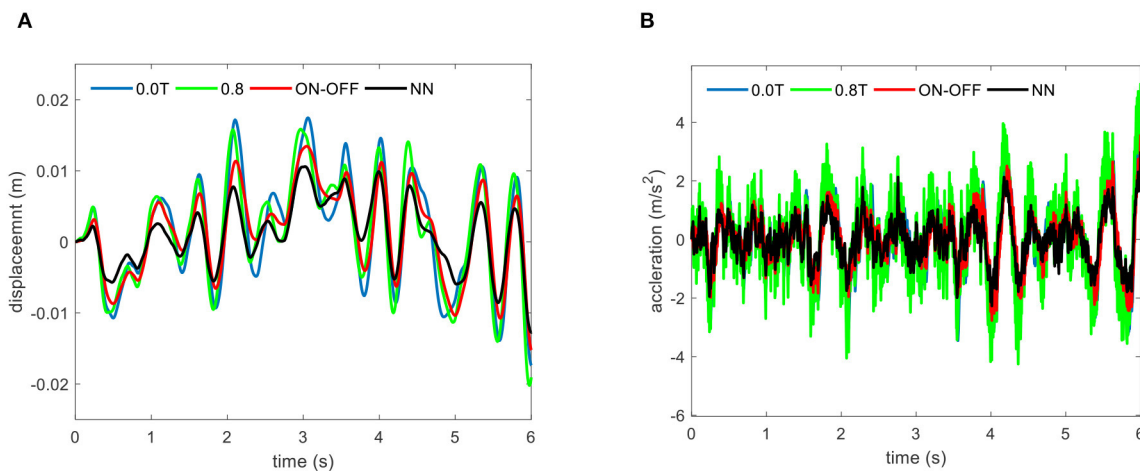 A
0.0T 0.8 ON-OFF NN
0.02
0.01
0
-0.01
-0.02
displaceemnt (m)
0 1 2 3 4 5 6
time (s)
B
0.0T 0.8T ON-OFF NN
4
2
0
-2
-4
-6
accleration (m/s²)
0 1 2 3 4 5 6
time (s)